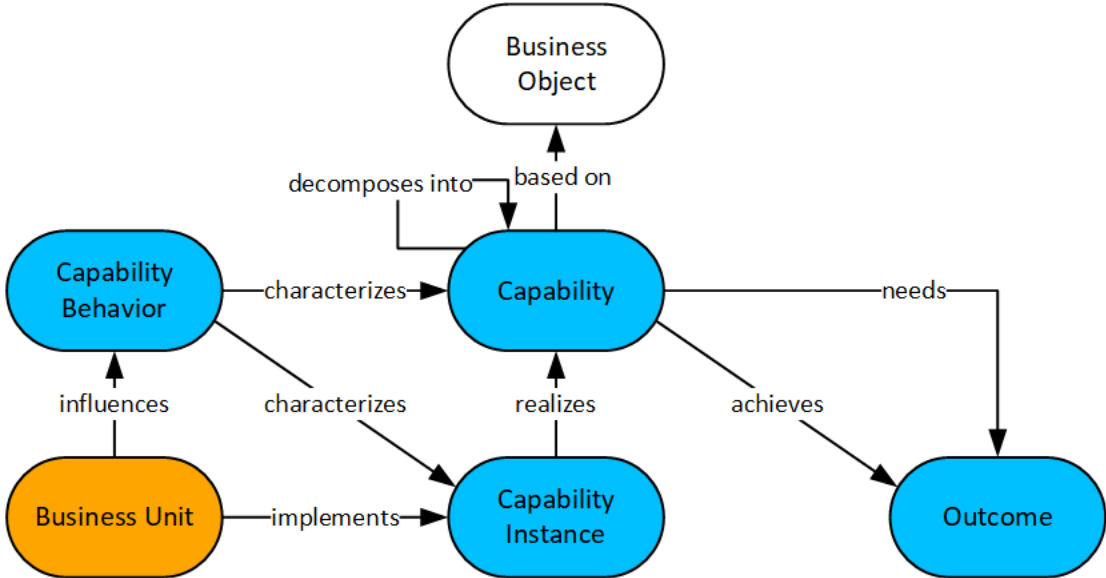 Business
Object
decomposes into
based on
Capability
Behavior
characterizes
Capability
needs
influences
characterizes
realizes
achieves
Business Unit
implements
Capability
Instance
Outcome